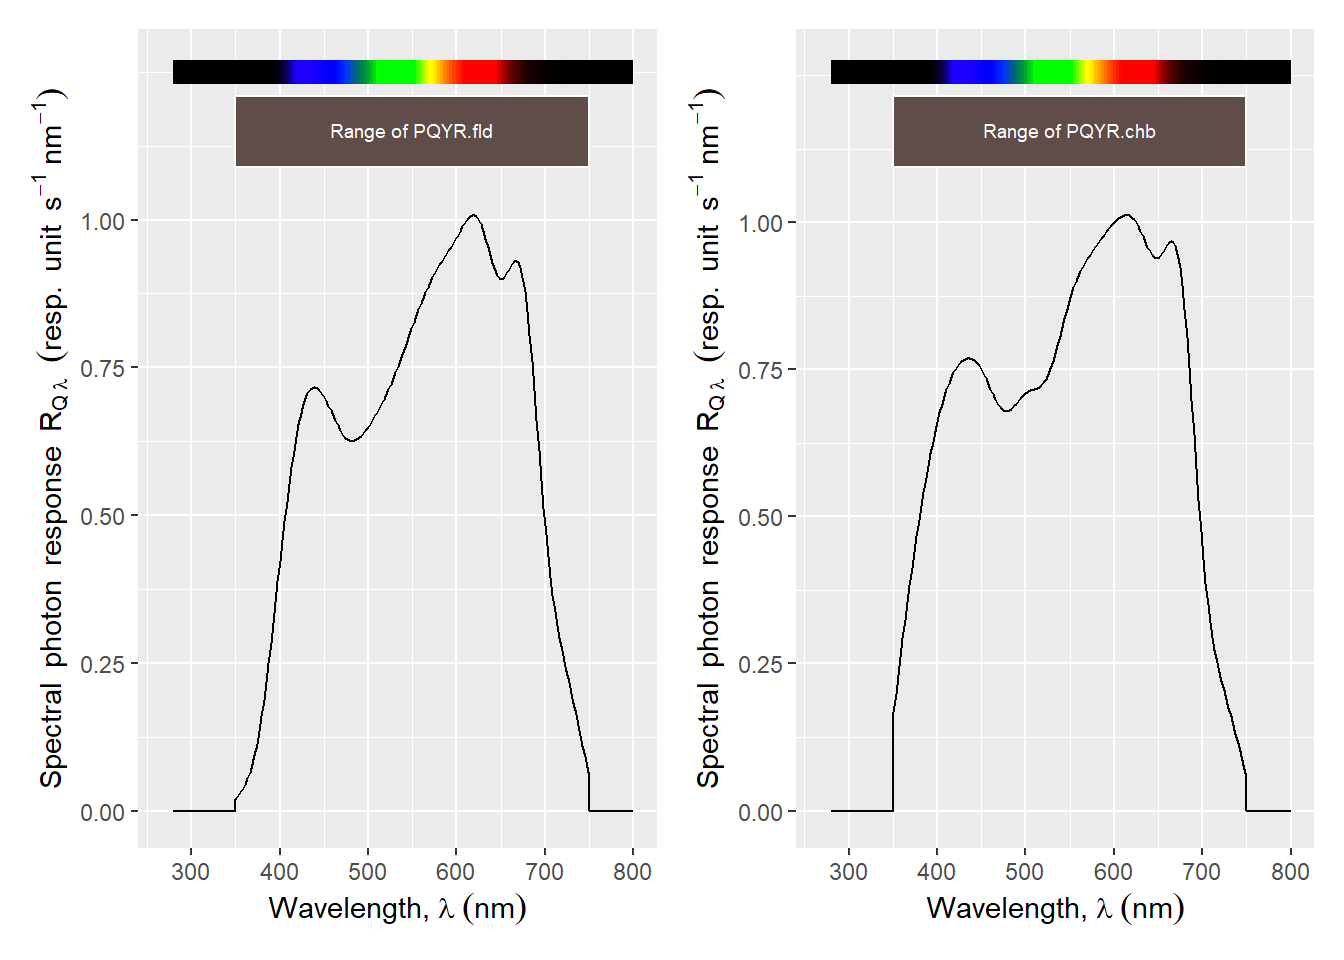 Spectral photon response R_Qλ (resp. unit s⁻¹ nm⁻¹)
Range of PQYR.fld
1.00
0.75
0.50
0.25
0.00
300 400 500 600 700 800
Wavelength, λ (nm)
Spectral photon response R_Qλ (resp. unit s⁻¹ nm⁻¹)
Range of PQYR.chb
1.00
0.75
0.50
0.25
0.00
300 400 500 600 700 800
Wavelength, λ (nm)